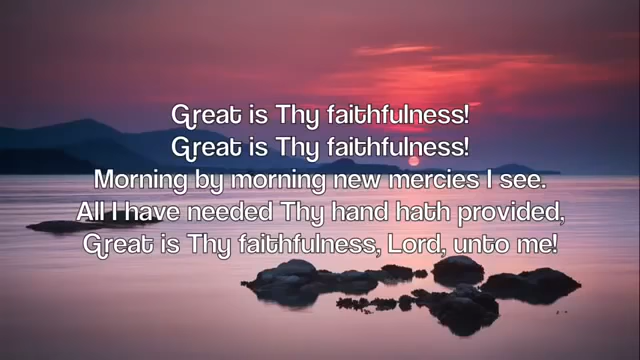 Great is Thy faithfulness!
Great is Thy faithfulness!
Morning by morning new mercies I see.
All I have needed Thy hand hath provided,
Great is Thy faithfulness, Lord, unto me!